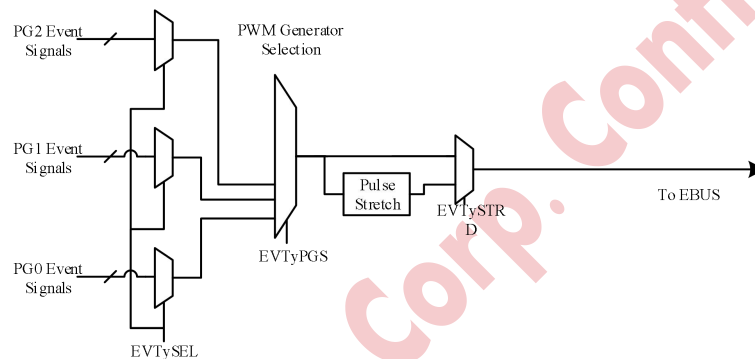 PG2 Event
Signals
PWM Generator
Selection
PG1 Event
Signals
Pulse
Stretch
EVTySTR
D
To EBUS
PG0 Event
Signals
EVTyPGS
EVTySEL
Corp. Conf